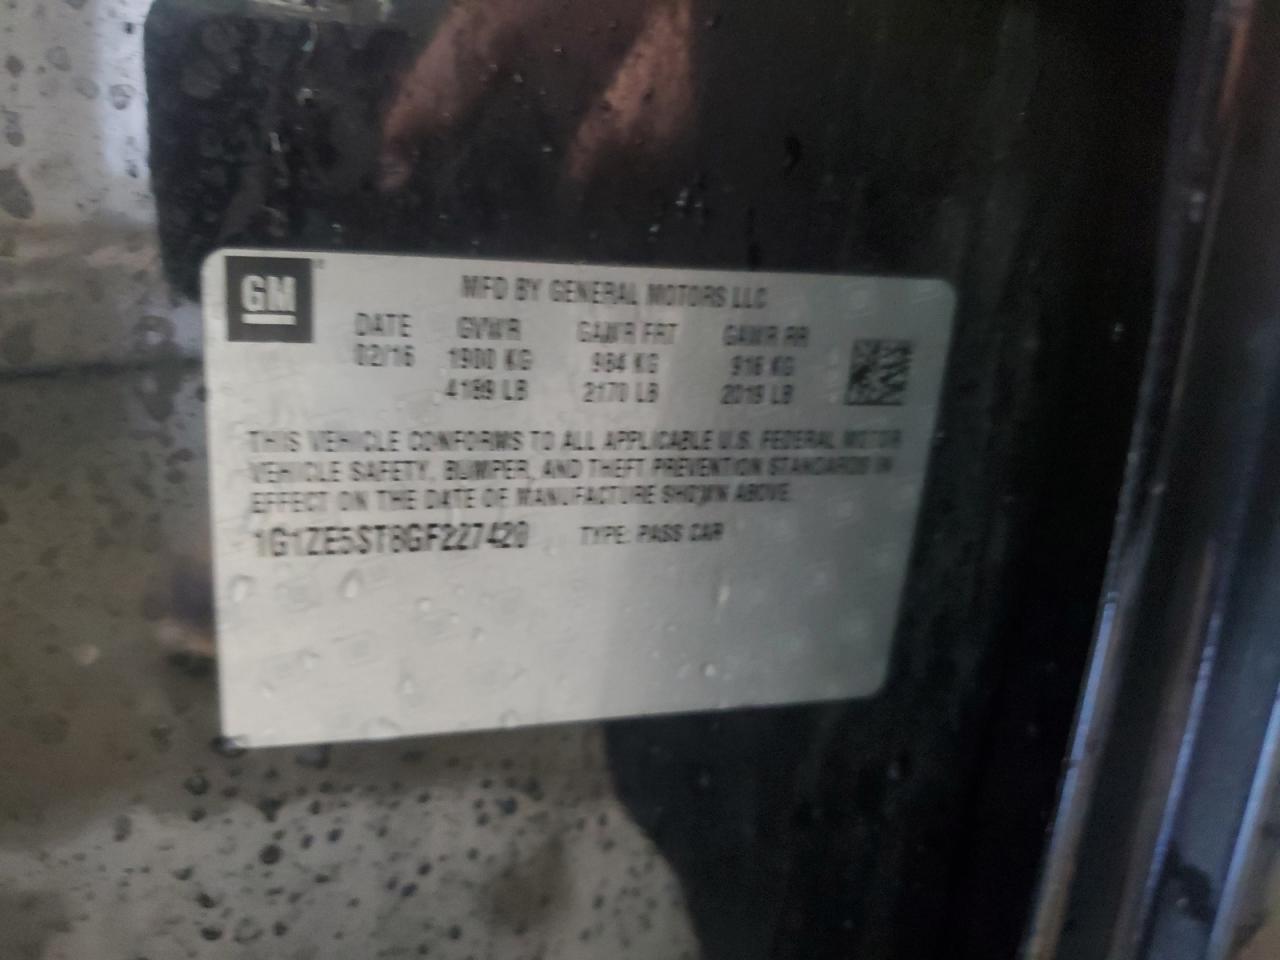 GM
MFD BY GENERAL MOTORS LLC
DATE GVWR GAWR FRT GAWR RR
02/16 1900 KG 984 KG 916 KG
4189 LB 2170 LB 2019 LB
THIS VEHICLE CONFORMS TO ALL APPLICABLE U.S. FEDERAL MOTOR
VEHICLE SAFETY, BUMPER, AND THEFT PREVENTION STANDARDS IN
EFFECT ON THE DATE OF MANUFACTURE SHOWN ABOVE.
1G1ZE5ST8GF227420 TYPE: PASS CAR